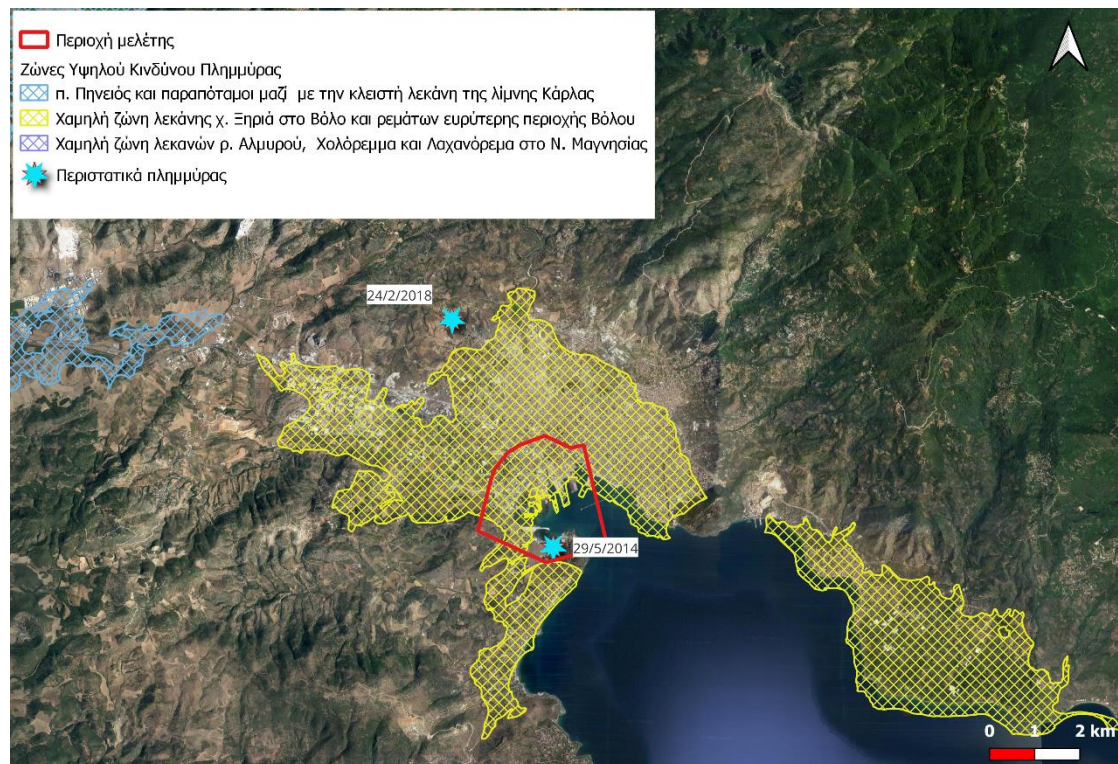 Περιοχή μελέτης
Ζώνες Υψηλού Κινδύνου Πλημμύρας
π. Πηνειός και παραπόταμοι μαζί με την κλειστή λεκάνη της λίμνης Κάρλας
Χαμηλή ζώνη λεκάνης χ. Ξηριά στο Βόλο και ρεμάτων ευρύτερης περιοχής Βόλου
Χαμηλή ζώνη λεκανών ρ. Αλμυρού, Χολόρεμμα και Λαχανόρεμα στο Ν. Μαγνησίας
Περιστατικά πλημμύρας
24/2/2018
29/5/2014
0 1 2 km